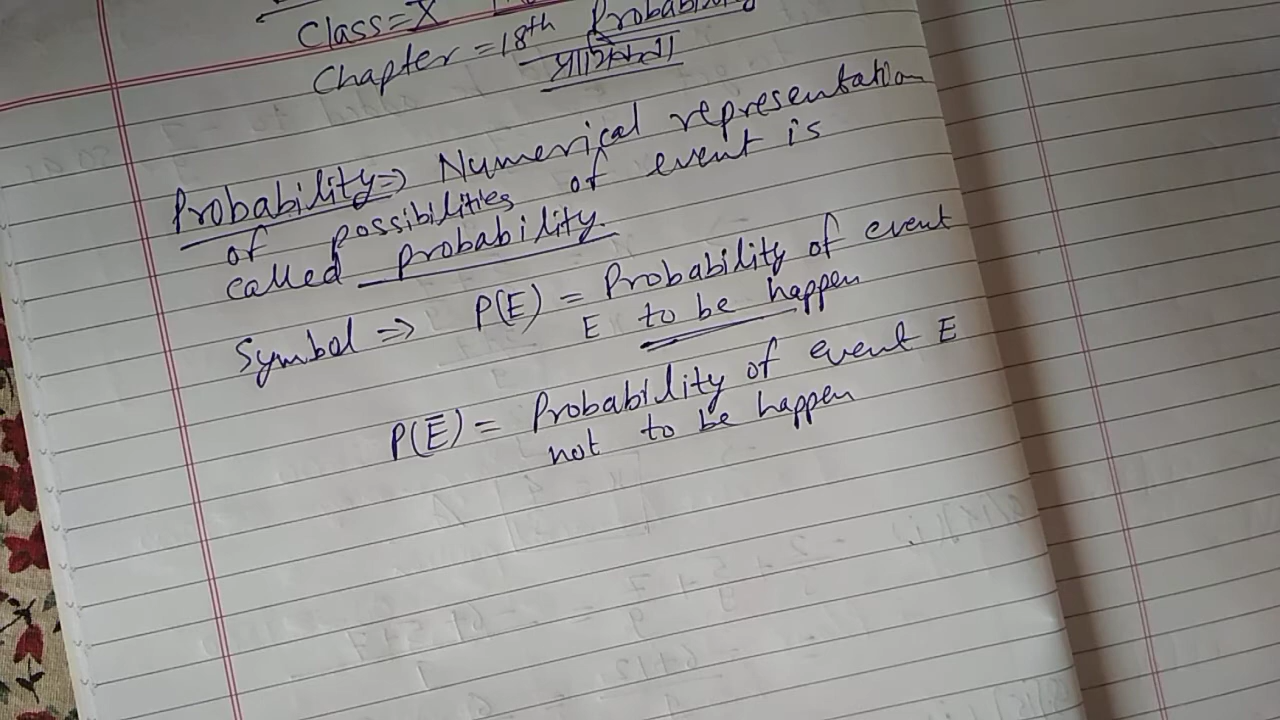 Class=X
Chapter = 18th Probability
प्रायिकता
Probability=> Numerical representation
of possibilities of event is
called probability.
Symbol => P(E) = Probability of event
E to be happen
P(Ē) = Probability of event E
not to be happen